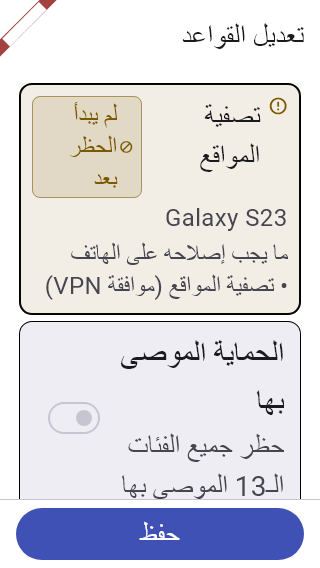 تعديل القواعد
تصفية
المواقع
لم يبدأ
الحظر
بعد
Galaxy S23
ما يجب إصلاحه على الهاتف
• تصفية المواقع (موافقة VPN)
الحماية الموصى
بها
حظر جميع الفئات
الـ13 الموصى بها
حفظ